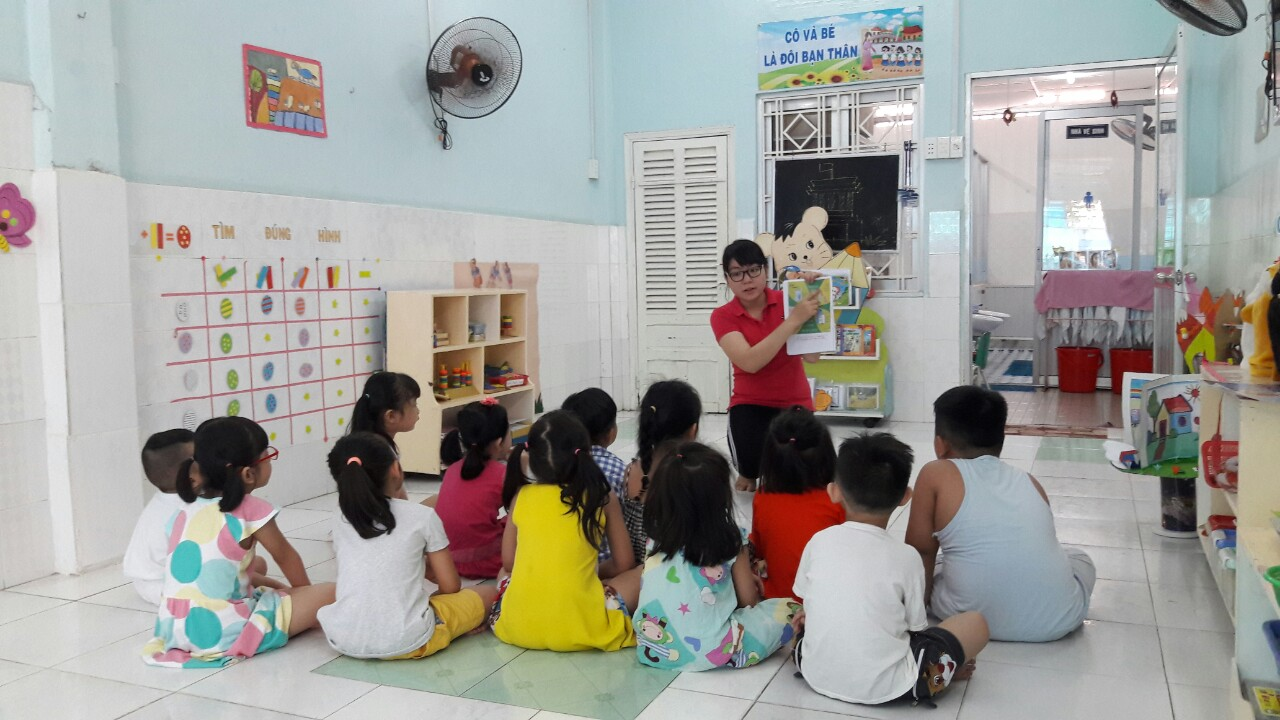 CÔ VÀ BÉ
LÀ ĐÔI BẠN THÂN
NHÀ VỆ SINH
TÌM ĐÚNG HÌNH